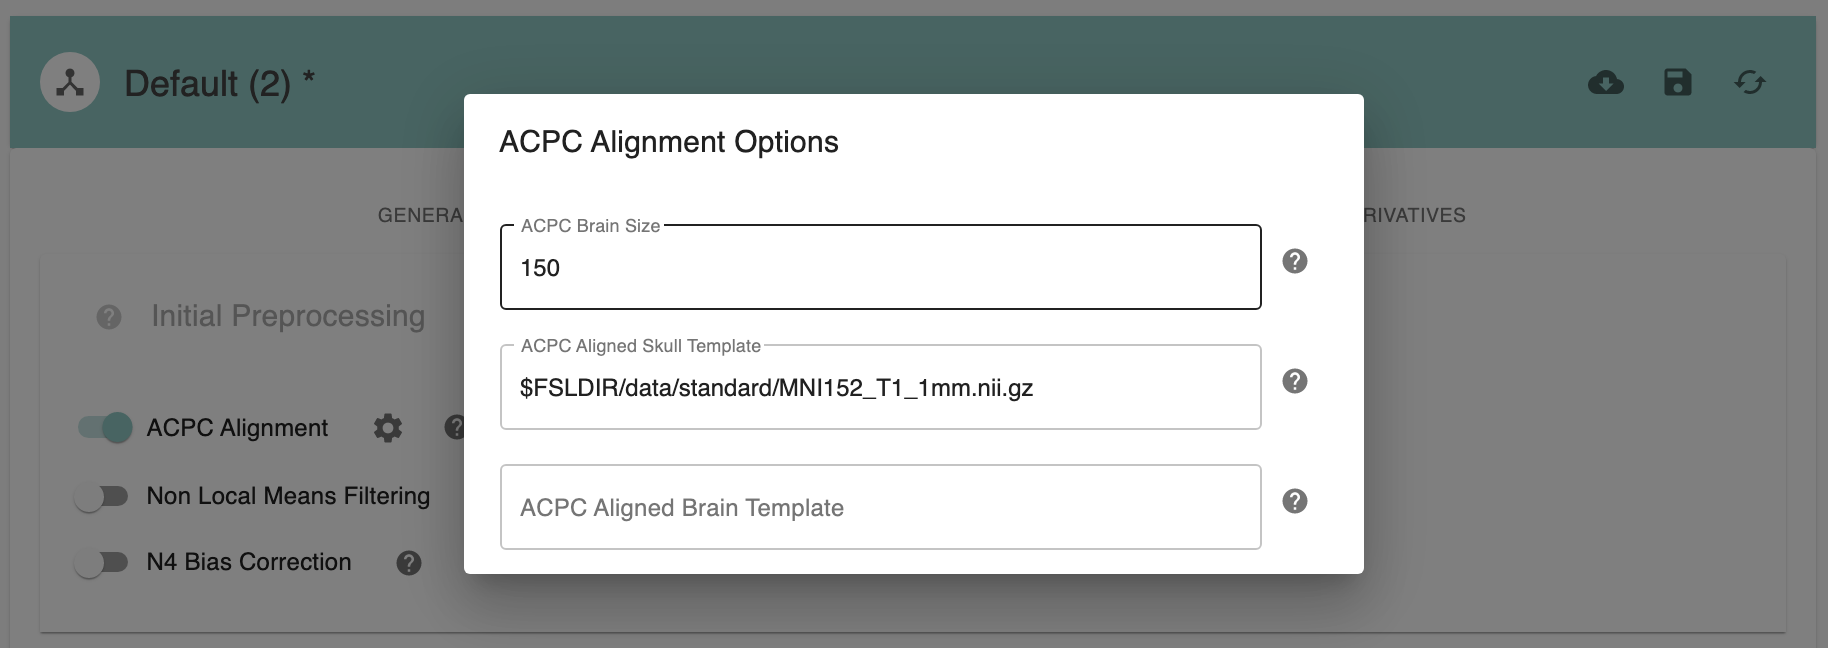 Default (2) *
ACPC Alignment Options
GENERA
RIVATIVES
ACPC Brain Size
150
Initial Preprocessing
ACPC Aligned Skull Template
$FSLDIR/data/standard/MNI152_T1_1mm.nii.gz
ACPC Alignment
Non Local Means Filtering
ACPC Aligned Brain Template
N4 Bias Correction